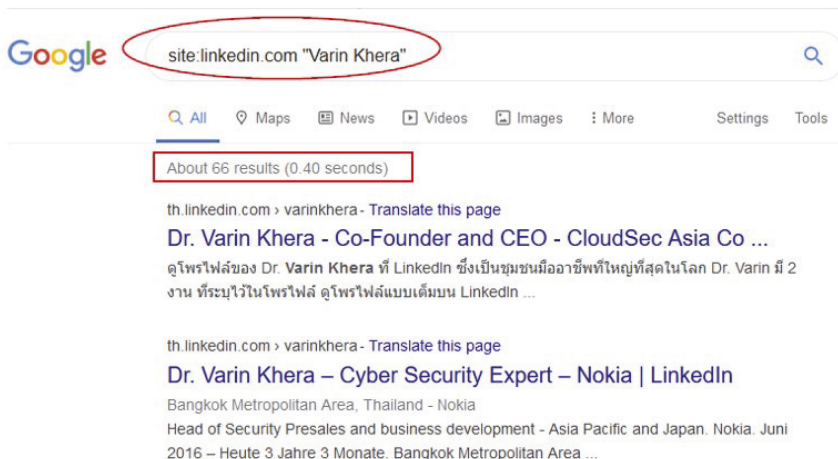 Google
site:linkedin.com "Varin Khera"
All Maps News Videos Images More Settings Tools
About 66 results (0.40 seconds)
th.linkedin.com › varinkhera - Translate this page
Dr. Varin Khera - Co-Founder and CEO - CloudSec Asia Co ...
ดูโพรไฟล์ของ Dr. Varin Khera ที่ LinkedIn ซึ่งเป็นชุมชนมืออาชีพที่ใหญ่ที่สุดในโลก Dr. Varin มี 2
งาน ที่ระบุไว้ในโพรไฟล์ ดูโพรไฟล์แบบเต็มบน LinkedIn ...
th.linkedin.com › varinkhera - Translate this page
Dr. Varin Khera – Cyber Security Expert – Nokia | LinkedIn
Bangkok Metropolitan Area, Thailand - Nokia
Head of Security Presales and business development - Asia Pacific and Japan. Nokia. Juni
2016 – Heute 3 Jahre 3 Monate. Bangkok Metropolitan Area ...